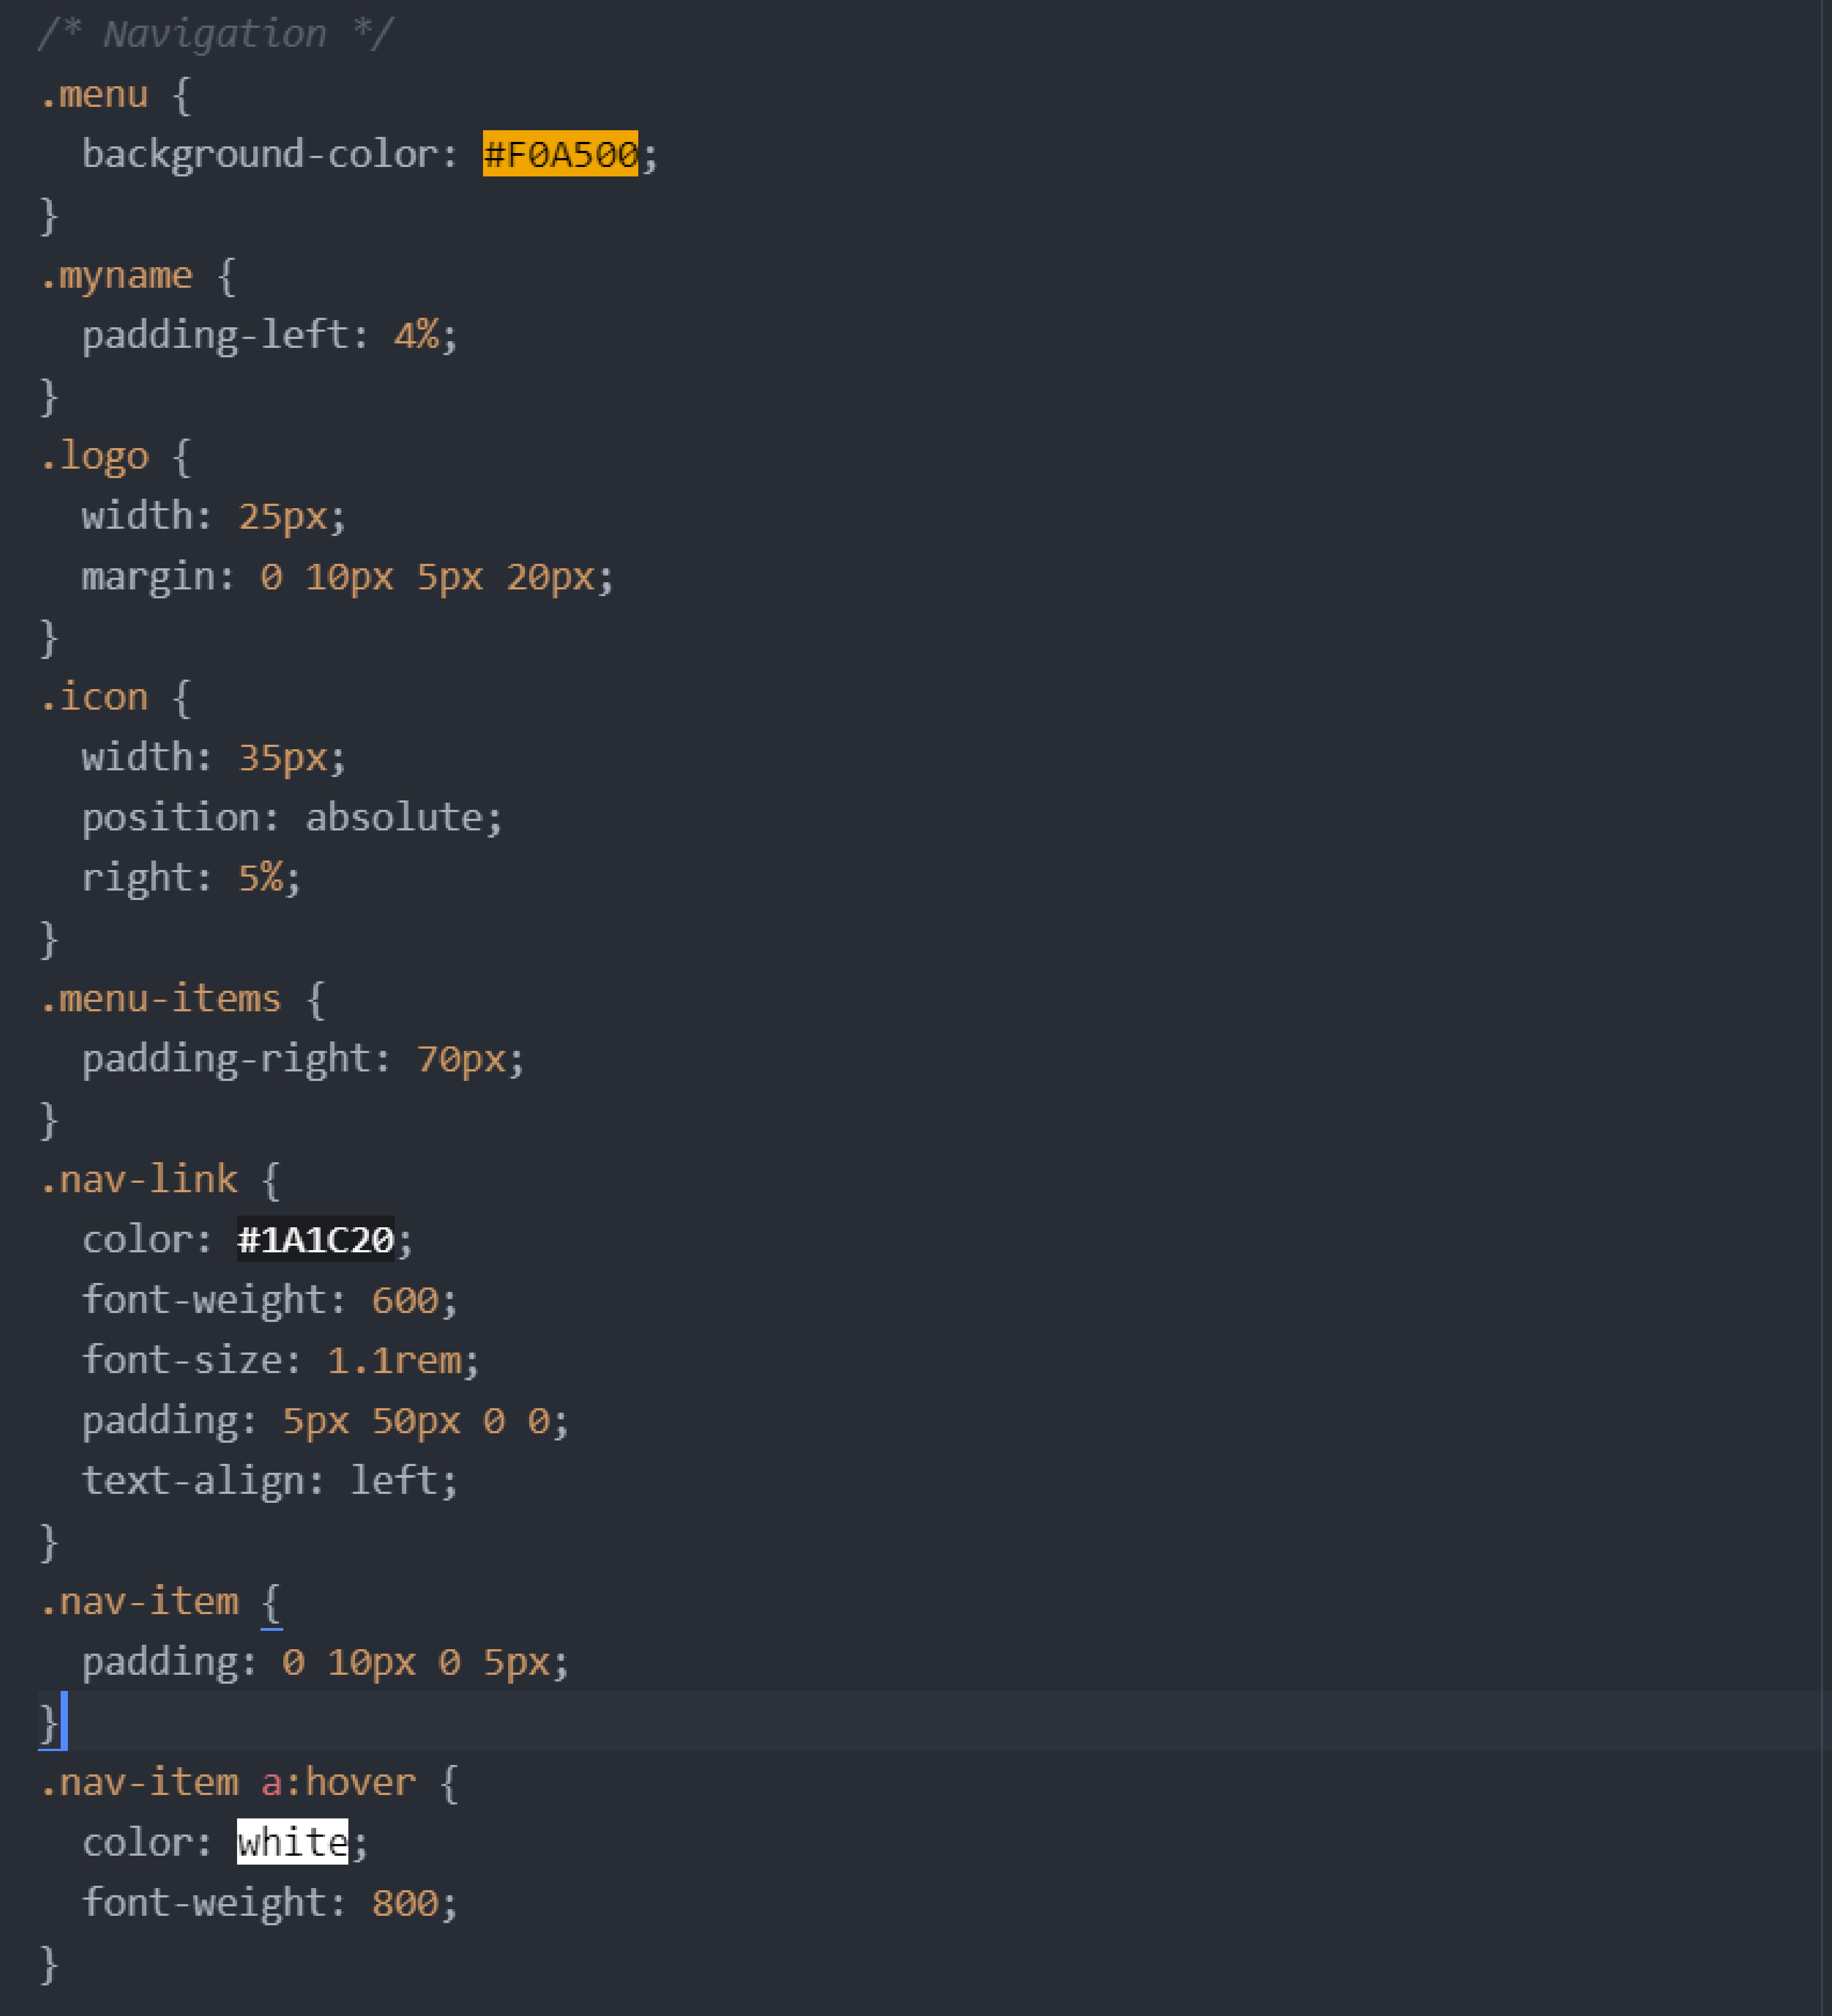 /* Navigation */
.menu {
  background-color: #F0A500;
}
.myname {
  padding-left: 4%;
}
.logo {
  width: 25px;
  margin: 0 10px 5px 20px;
}
.icon {
  width: 35px;
  position: absolute;
  right: 5%;
}
.menu-items {
  padding-right: 70px;
}
.nav-link {
  color: #1A1C20;
  font-weight: 600;
  font-size: 1.1rem;
  padding: 5px 50px 0 0;
  text-align: left;
}
.nav-item {
  padding: 0 10px 0 5px;
}
.nav-item a:hover {
  color: white;
  font-weight: 800;
}